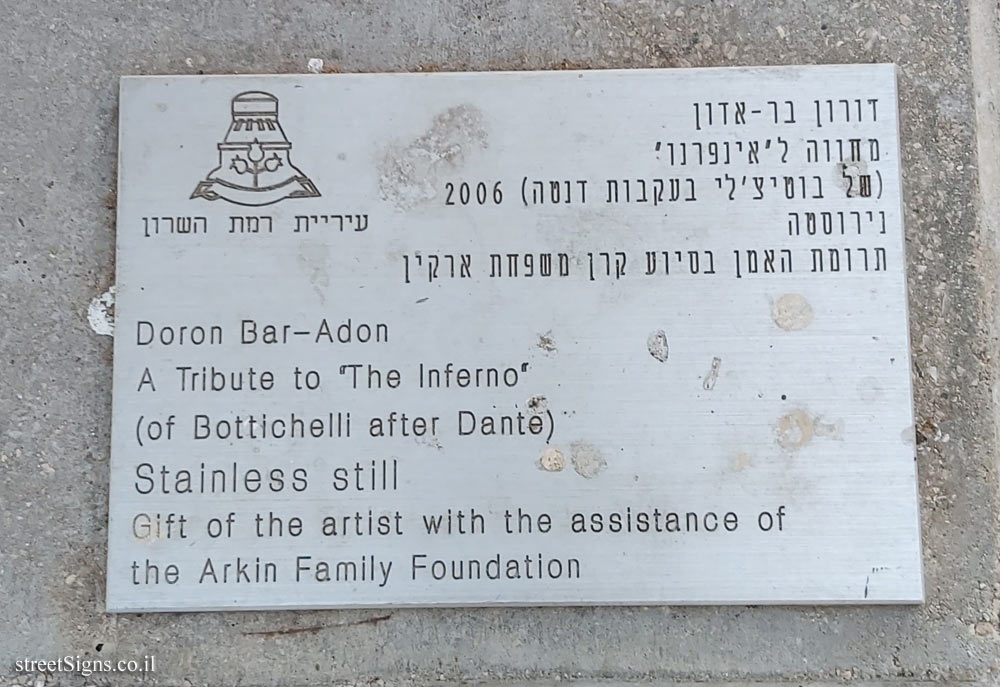 דורון בר-אדון
מחווה ל'אינפרנו'
(של בוטיצ'לי בעקבות דנטה) 2006
נירוסטה
תרומת האמן בסיוע קרן משפחת ארקין
עיריית רמת השרון
Doron Bar-Adon
A Tribute to "The Inferno"
(of Bottichelli after Dante)
Stainless still
Gift of the artist with the assistance of
the Arkin Family Foundation
streetSigns.co.il